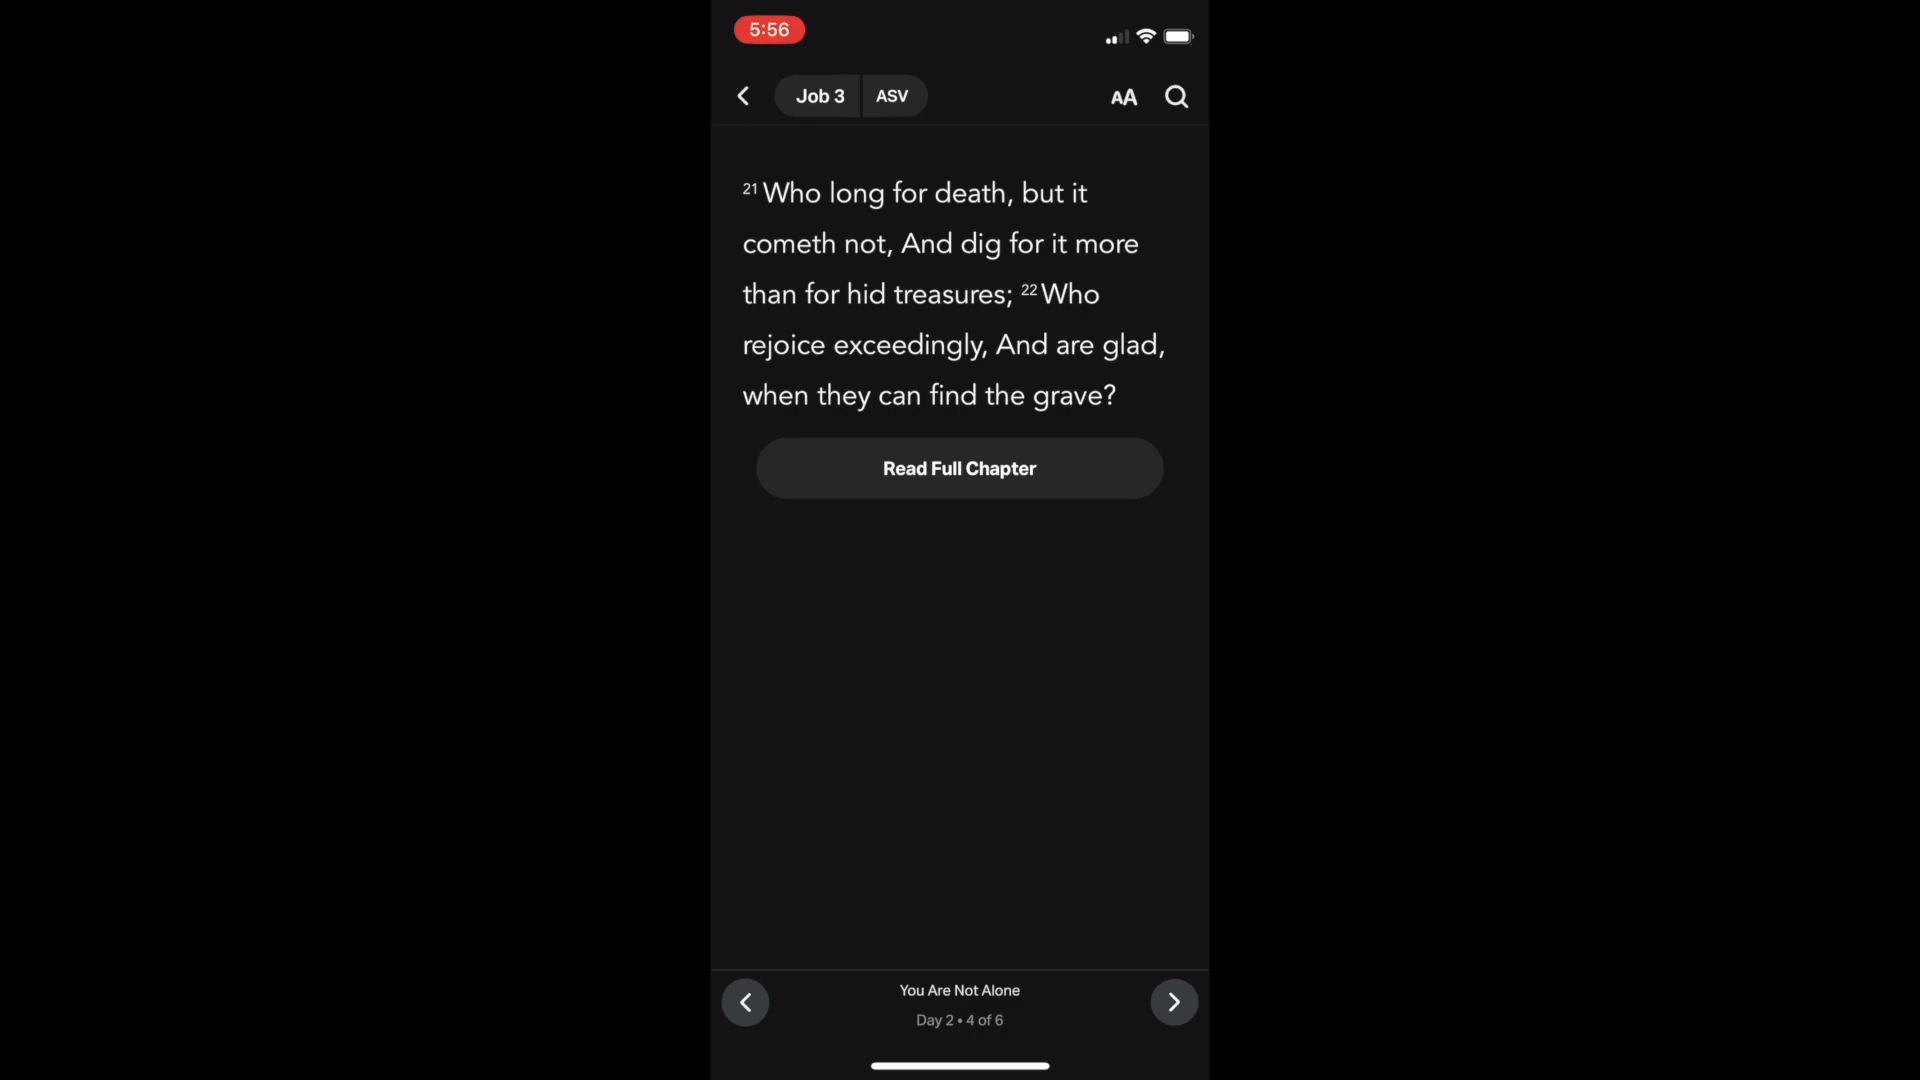 5:56
Job 3 ASV AA
21 Who long for death, but it
cometh not, And dig for it more
than for hid treasures; 22 Who
rejoice exceedingly, And are glad,
when they can find the grave?
Read Full Chapter
You Are Not Alone
Day 2 • 4 of 6